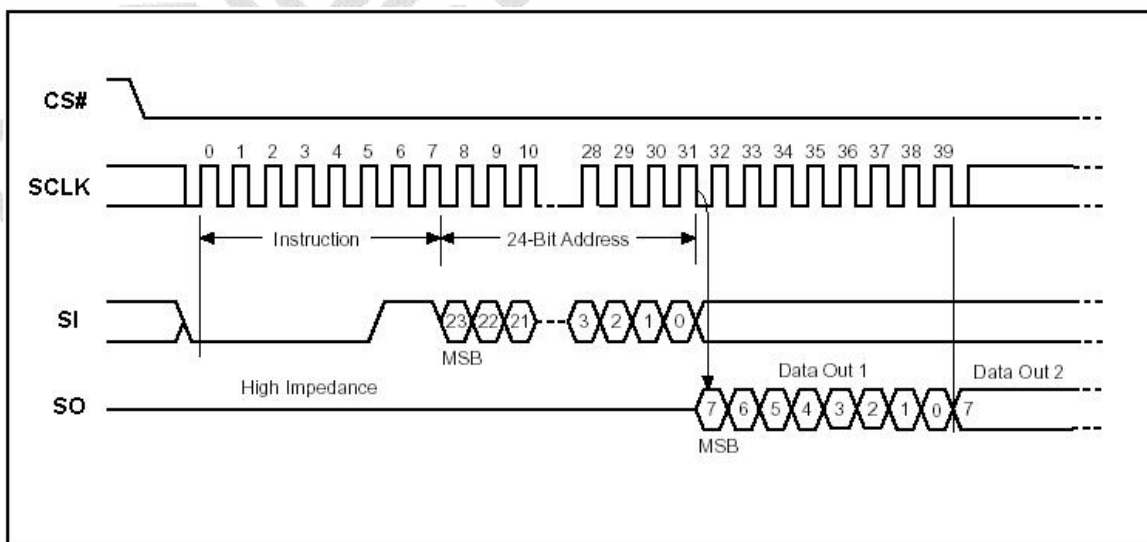 CS#
0 1 2 3 4 5 6 7 8 9 10 28 29 30 31 32 33 34 35 36 37 38 39
SCLK
Instruction 24-Bit Address
SI 23 22 21 3 2 1 0
MSB
High Impedance Data Out 1 Data Out 2
SO 7 6 5 4 3 2 1 0 7
MSB